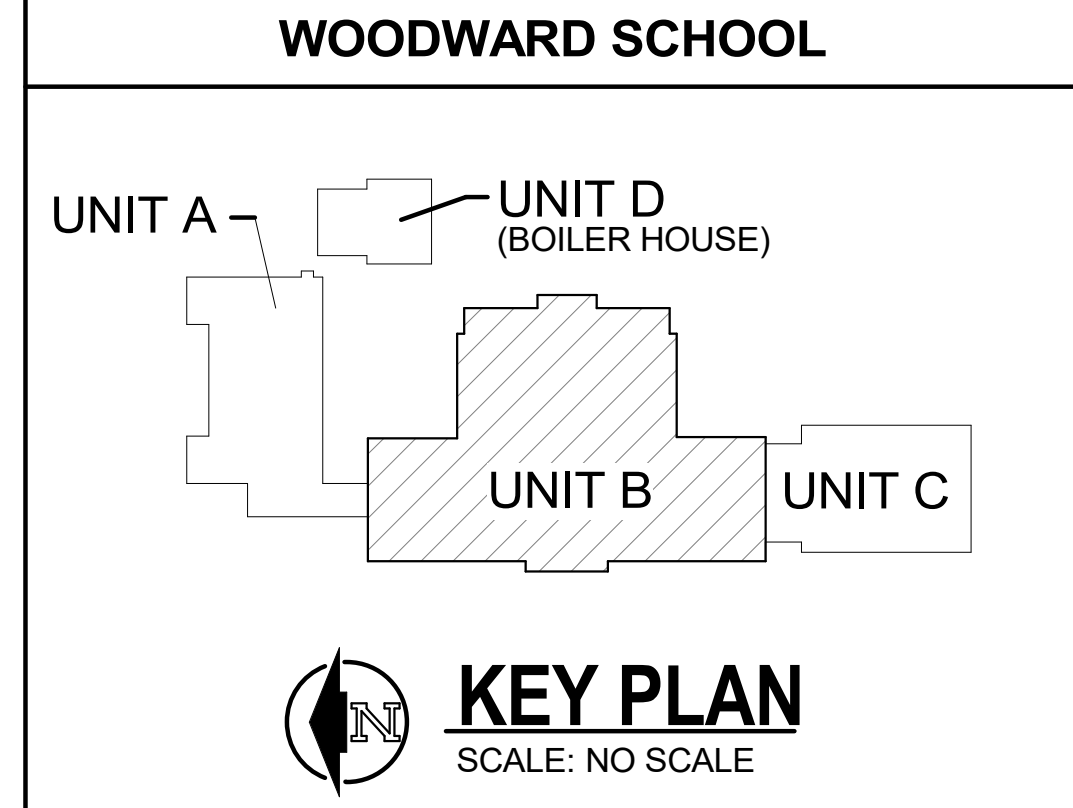 WOODWARD SCHOOL
UNIT A
UNIT D
(BOILER HOUSE)
UNIT B
UNIT C
N
KEY PLAN
SCALE: NO SCALE